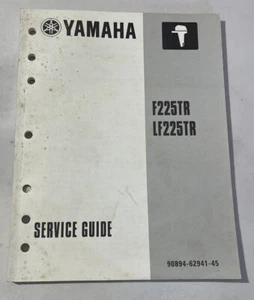 YAMAHA
F225TR
LF225TR
SERVICE GUIDE
90894-62941-45